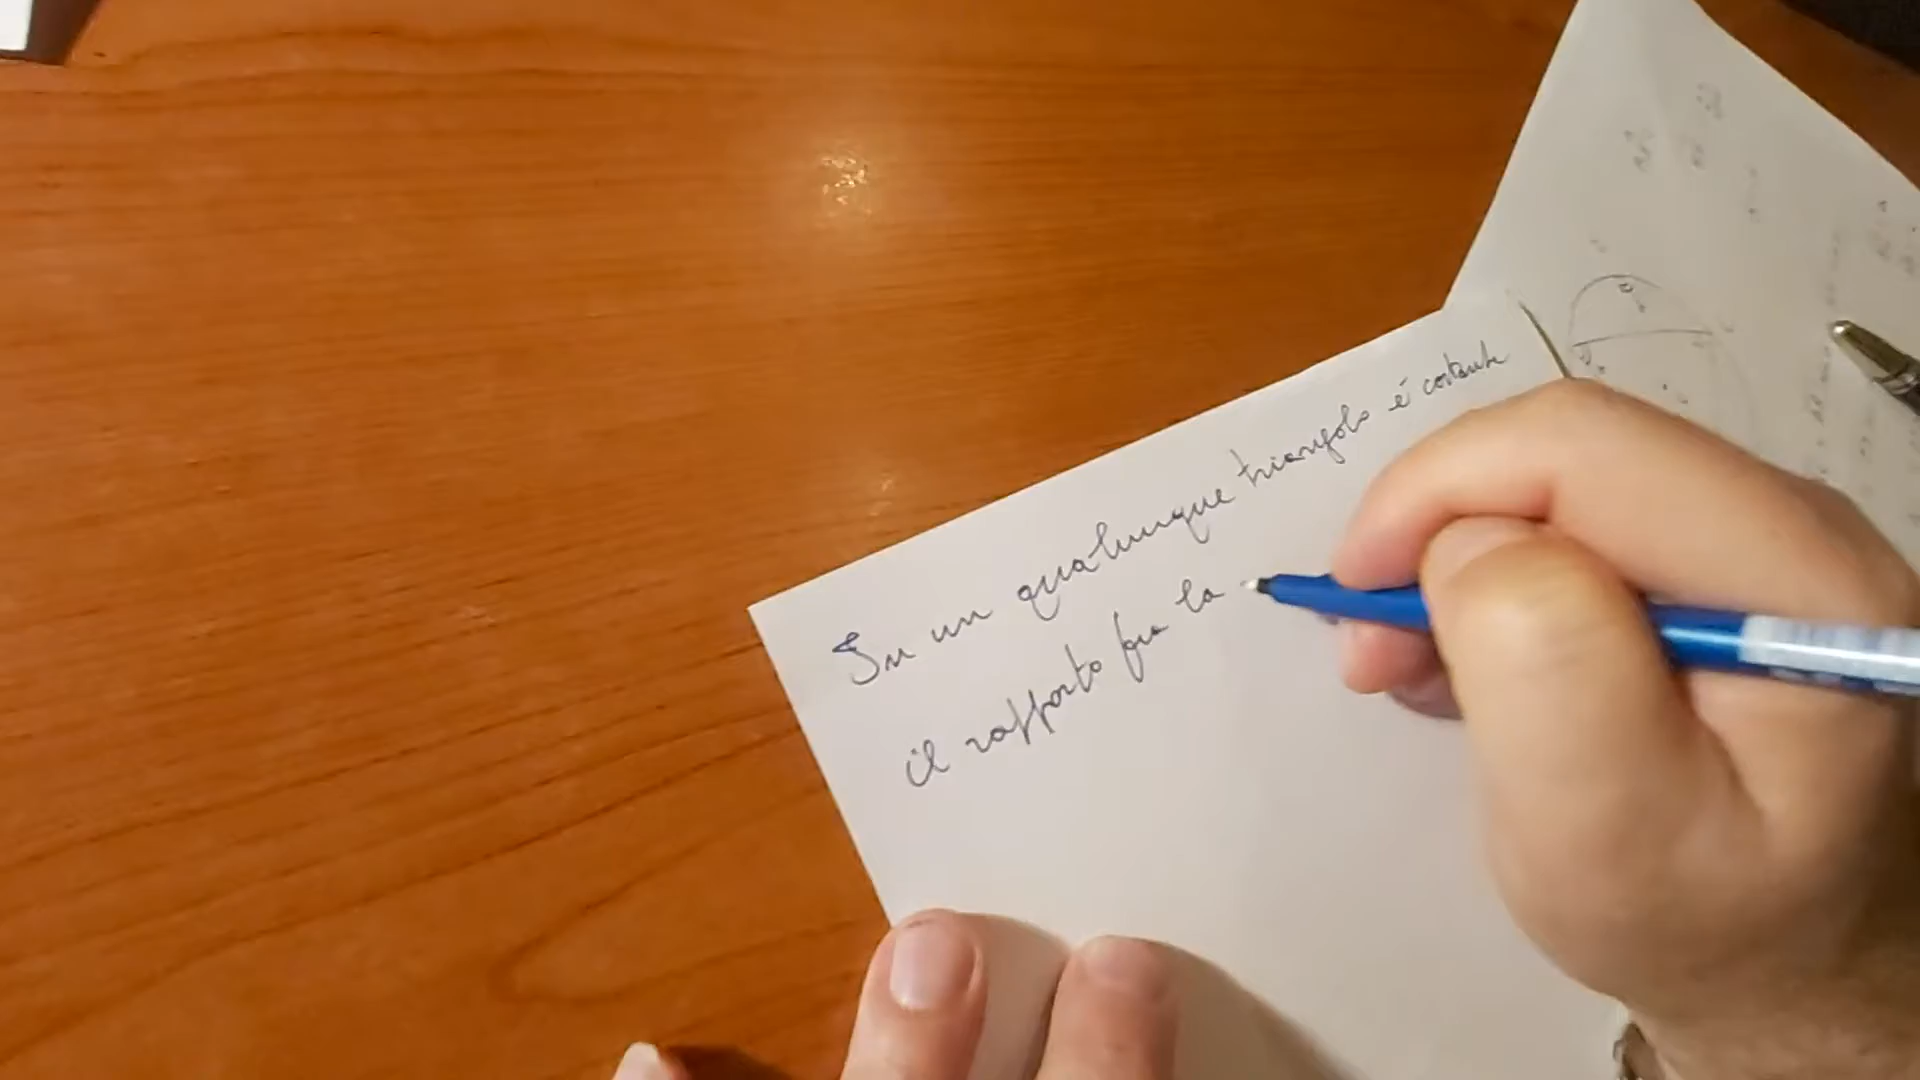 In un qualunque triangolo é costante
il rapporto fra la